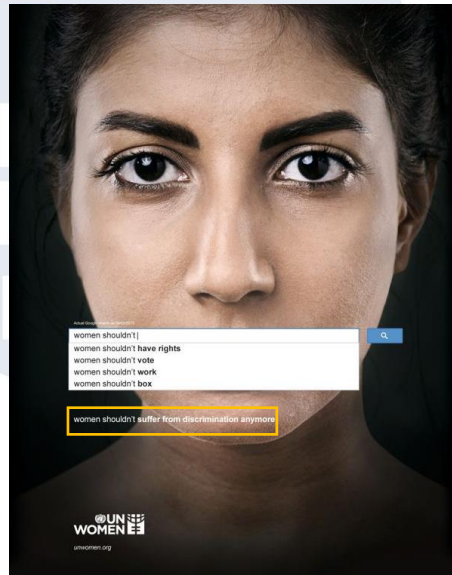 women shouldn't
women shouldn't have rights
women shouldn't vote
women shouldn't work
women shouldn't box
women shouldn't suffer from discrimination anymore
UN
WOMEN
unwomen.org